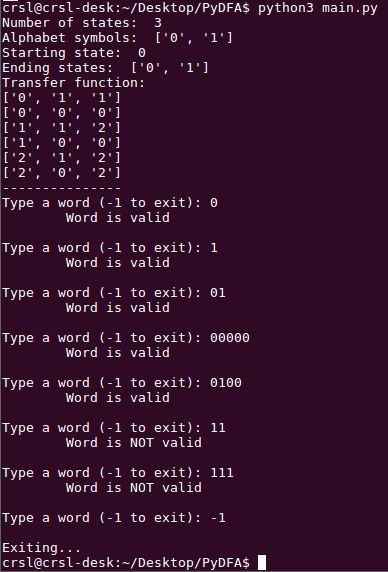 crsl@crsl-desk:~/Desktop/PyDFA$ python3 main.py
Number of states:  3
Alphabet symbols:  ['0', '1']
Starting state:  0
Ending states:  ['0', '1']
Transfer function:
['0', '1', '1']
['0', '0', '0']
['1', '1', '2']
['1', '0', '0']
['2', '1', '2']
['2', '0', '2']
---------------
Type a word (-1 to exit): 0
        Word is valid
Type a word (-1 to exit): 1
        Word is valid
Type a word (-1 to exit): 01
        Word is valid
Type a word (-1 to exit): 00000
        Word is valid
Type a word (-1 to exit): 0100
        Word is valid
Type a word (-1 to exit): 11
        Word is NOT valid
Type a word (-1 to exit): 111
        Word is NOT valid
Type a word (-1 to exit): -1
Exiting...
crsl@crsl-desk:~/Desktop/PyDFA$